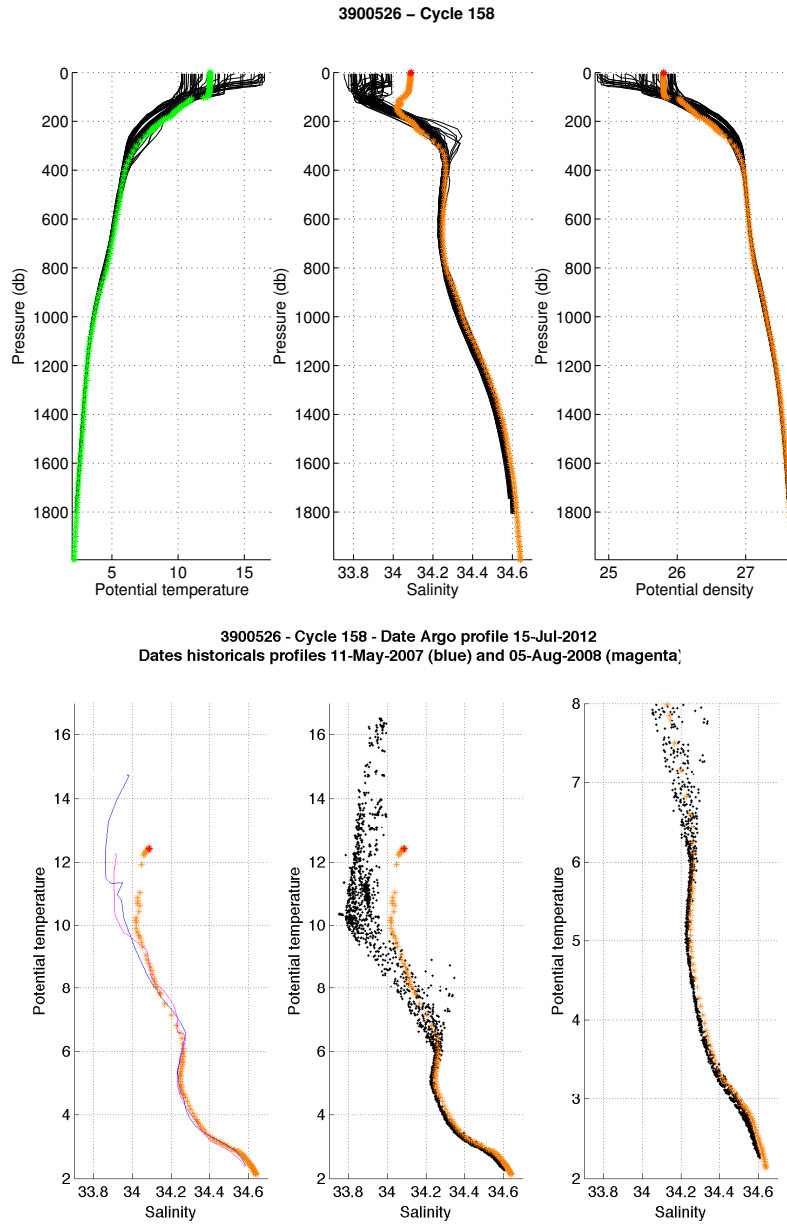 3900526 – Cycle 158
0
200
400
600
800
1000
1200
1400
1600
1800
Pressure (db)
5 10 15
Potential temperature
0
200
400
600
800
1000
1200
1400
1600
1800
Pressure (db)
33.8 34 34.2 34.4 34.6
Salinity
0
200
400
600
800
1000
1200
1400
1600
1800
Pressure (db)
25 26 27
Potential density
3900526 - Cycle 158 - Date Argo profile 15-Jul-2012
Dates historicals profiles 11-May-2007 (blue) and 05-Aug-2008 (magenta)
16
14
12
10
8
6
4
2
Potential temperature
33.8 34 34.2 34.4 34.6
Salinity
16
14
12
10
8
6
4
2
Potential temperature
33.8 34 34.2 34.4 34.6
Salinity
8
7
6
5
4
3
2
Potential temperature
33.8 34 34.2 34.4 34.6
Salinity